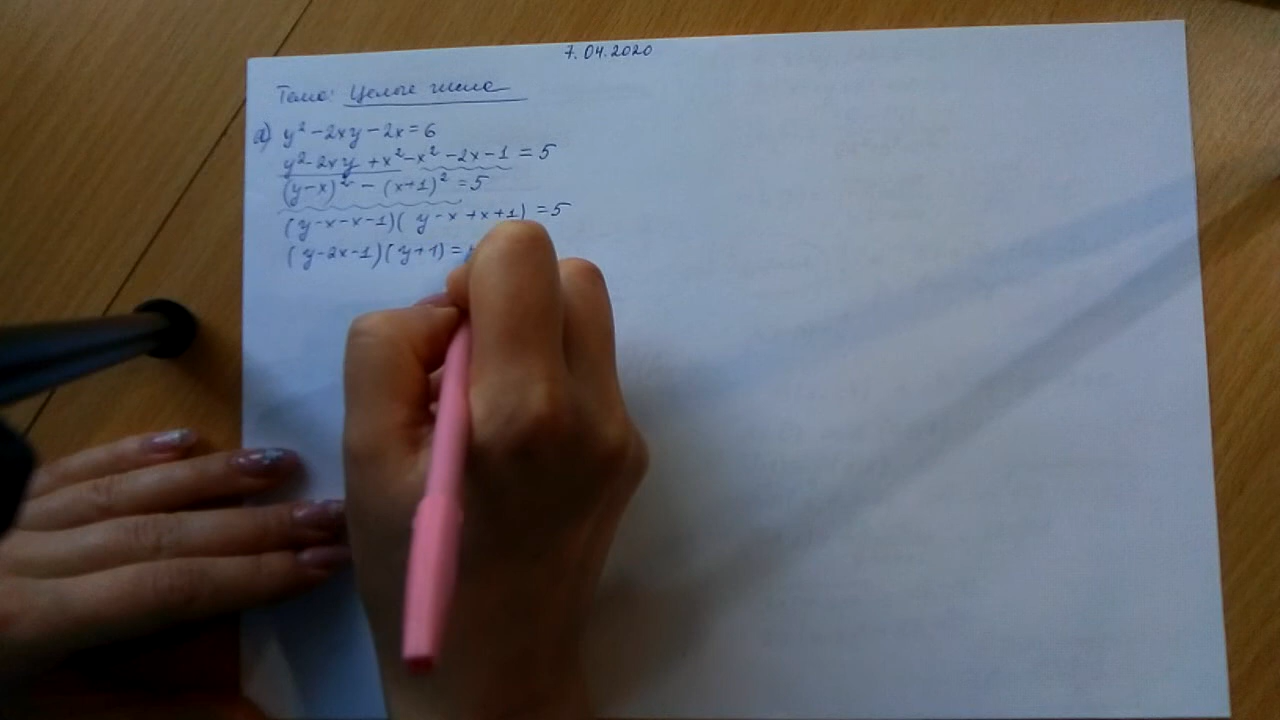 7.04.2020
Тема: Целые числа
а) y² - 2xy - 2x = 6
y² - 2xy + x² - x² - 2x - 1 = 5
(y-x)² - (x+1)² = 5
(y-x-x-1)(y-x+x+1) = 5
(y-2x-1)(y+1) =